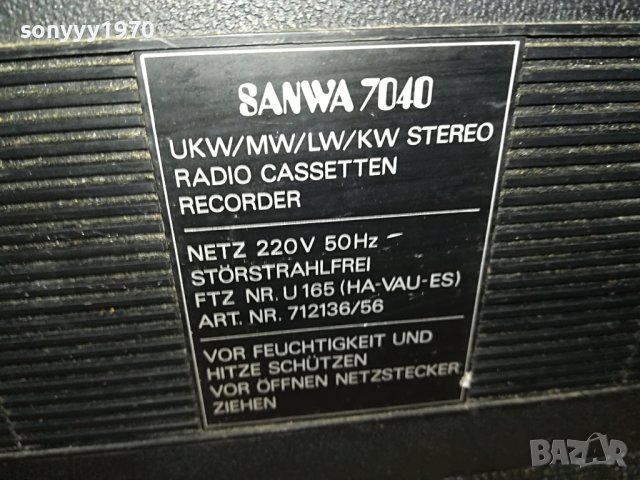 sonyyy1970
SANWA 7040
UKW/MW/LW/KW STEREO
RADIO CASSETTEN
RECORDER
NETZ 220V 50Hz ~
STÖRSTRAHLFREI
FTZ NR. U 165 (HA-VAU-ES)
ART. NR. 712136/56
VOR FEUCHTIGKEIT UND
HITZE SCHÜTZEN
VOR ÖFFNEN NETZSTECKER
ZIEHEN
BAZAR